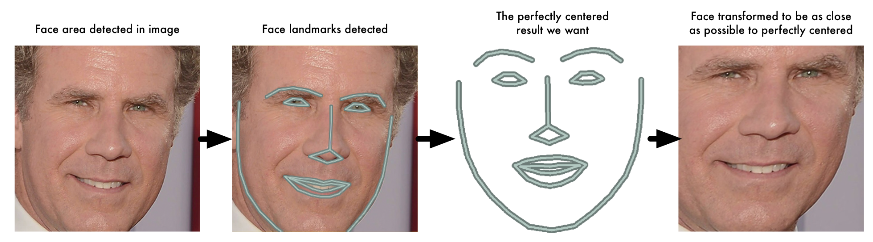 Face area detected in image
Face landmarks detected
The perfectly centered
result we want
Face transformed to be as close
as possible to perfectly centered